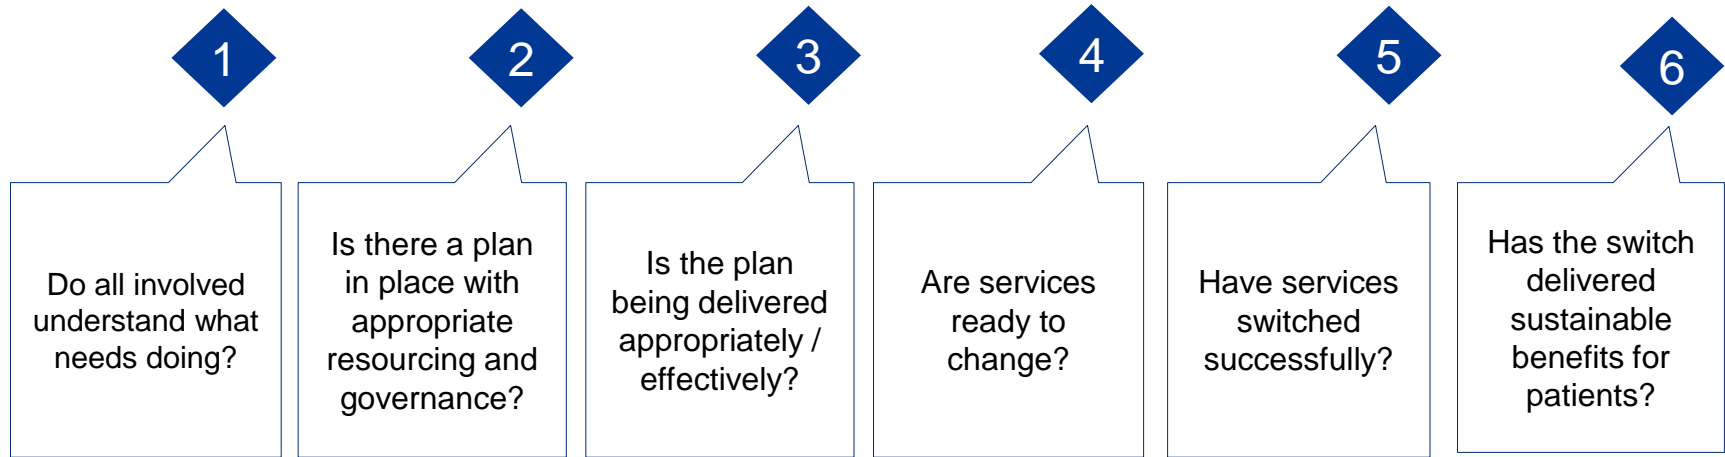 1
Do all involved
understand what
needs doing?
2
Is there a plan
in place with
appropriate
resourcing and
governance?
3
Is the plan
being delivered
appropriately /
effectively?
4
Are services
ready to
change?
5
Have services
switched
successfully?
6
Has the switch
delivered
sustainable
benefits for
patients?